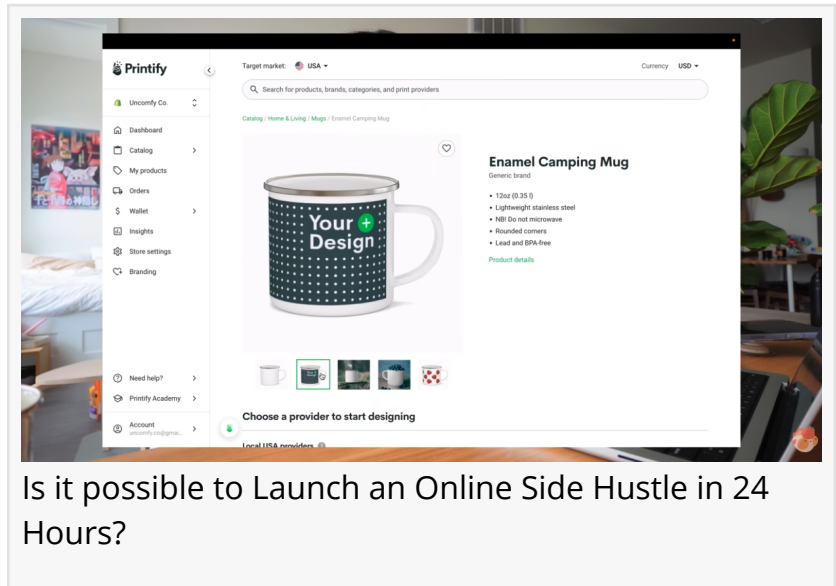 Printify
Target market: USA
Currency USD
Search for products, brands, categories, and print providers
Uncomfy Co.
Dashboard
Catalog
My products
Orders
Wallet
Insights
Store settings
Branding
Need help?
Printify Academy
Account
uncomfy.co@gmai...
Catalog / Home & Living / Mugs / Enamel Camping Mug
Your
Design
Enamel Camping Mug
Generic brand
• 12oz (0.35 l)
• Lightweight stainless steel
• NB! Do not microwave
• Rounded corners
• Lead and BPA-free
Product details
Choose a provider to start designing
Local USA providers
Is it possible to Launch an Online Side Hustle in 24
Hours?